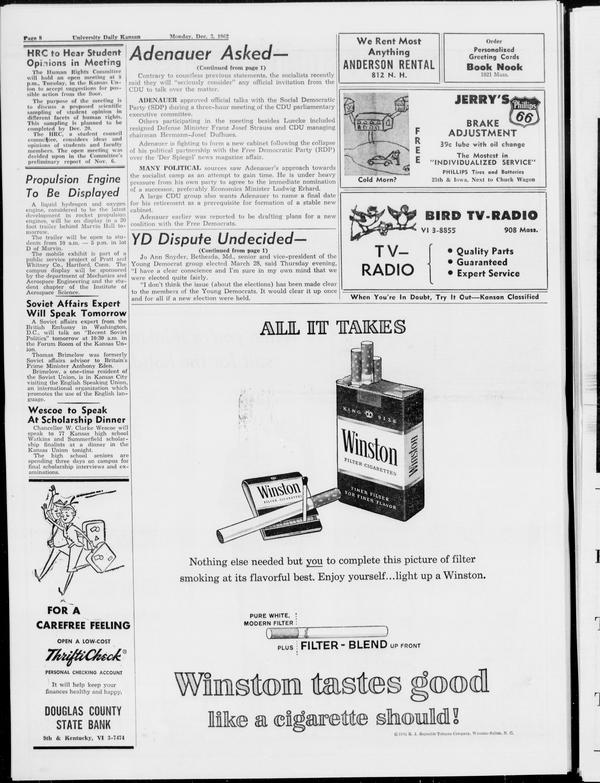 Page 8 University Daily Kansan Monday, Dec. 3, 1962
HRC to Hear Student
Opinions in Meeting
The Human Rights Committee
will hold an open meeting at 3
p.m., Tuesday, in the Kansas Un-
ion to accept suggestions for pos-
sible action from the floor.
The purpose of the meeting is
to discuss a proposed scientific
sampling of student opinion in
different facets of human rights.
This sampling is planned to be
completed by Dec. 20.
The HRC, a student council
committee, considers ideas and
opinions of students and faculty
members. The open meeting was
decided upon in the Committee's
preliminary report of Nov. 6.
Propulsion Engine
To Be Displayed
A liquid hydrogen and oxygen
engine, considered to be the latest
development in rocket propulsion
engines, will be on display in a 20
foot trailer behind Marvin Hall to-
morrow.
The trailer will be open to stu-
dents from 10 a.m. — 5 p.m. in lot
D of Marvin.
The mobile exhibit is part of a
public service project of Pratt and
Whitney Co., Hartford, Conn. The
campus display will be sponsored
by the department of Mechanics and
Aerospace Engineering and the stu-
dent chapter of the Institute of
Aerospace Science.
Soviet Affairs Expert
Will Speak Tomorrow
A Soviet affairs expert from the
British Embassy in Washington,
D.C., will talk on "Recent Soviet
Politics" tomorrow at 10:30 a.m. in
the Forum Room of the Kansas Un-
ion.
Thomas Brimelow was formerly
Soviet affairs advisor to Britain's
Prime Minister Anthony Eden.
Brimelow, a one-time resident of
the Soviet Union, is in Kansas City
visiting the English Speaking Union,
an international organization which
promotes the use of the English lan-
guage.
Wescoe to Speak
At Scholarship Dinner
Chancellor W. Clarke Wescoe will
speak to 77 Kansas high school
Watkins and Summerfield scholar-
ship finalists at a dinner in the
Kansas Union tonight.
The high school seniors are
spending three days on campus for
final scholarship interviews and ex-
aminations.
FOR A
CAREFREE FEELING
OPEN A LOW-COST
ThriftiCheck®
PERSONAL CHECKING ACCOUNT
It will help keep your
finances healthy and happy.
DOUGLAS COUNTY
STATE BANK
9th & Kentucky, VI 3-7474
Adenauer Asked—
(Continued from page 1)
Contrary to countless previous statements, the socialists recently
said they will "seriously consider" any official invitation from the
CDU to talk over the matter.
ADENAUER approved official talks with the Social Democratic
Party (SDP) during a three-hour meeting of the CDU parliamentary
executive committee.
Others participating in the meeting besides Luecke included
resigned Defense Minister Franz Josef Strauss and CDU managing
chairman Hermann-Josef Dufhues.
Adenauer is fighting to form a new cabinet following the collapse
of his political partnership with the Free Democratic Party (FDP)
over the 'Der Spiegel' news magazine affair.
MANY POLITICAL sources saw Adenauer's approach towards
the socialist camp as an attempt to gain time. He is under heavy
pressure from his own party to agree to the immediate nomination
of a successor, preferably Economics Minister Ludwig Erhard.
A large CDU group also wants Adenauer to name a final date
for his retirement as a prerequisite for formation of a stable new
cabinet.
Adenauer earlier was reported to be drafting plans for a new
coalition with the Free Democrats.
YD Dispute Undecided—
(Continued from page 1)
Jo Ann Snyder, Bethesda, Md., senior and vice-president of the
Young Democrat group elected March 28, said Thursday evening,
"I have a clear conscience and I'm sure in my own mind that we
were elected quite fairly.
"I don't think the issue (about the elections) has been made clear
to the members of the Young Democrats. It would clear it up once
and for all if a new election were held.
We Rent Most
Anything
ANDERSON RENTAL
812 N. H.
Order
Personalized
Greeting Cards
Book Nook
1021 Mass.
Cold Morn?
FREE
JERRY'S
Phillips
66
BRAKE
ADJUSTMENT
39c lube with oil change
The Mostest in
"INDIVIDUALIZED SERVICE"
PHILLIPS Tires and Batteries
25th & Iowa, Next to Chuck Wagon
BIRD TV-RADIO
VI 3-8855 908 Mass.
TV—
RADIO
• Quality Parts
• Guaranteed
• Expert Service
When You're In Doubt, Try It Out—Kansan Classified
ALL IT TAKES
KING SIZE
Winston
FILTER-CIGARETTES
FINER FILTER
FOR FINER FLAVOR
Winston
Nothing else needed but you to complete this picture of filter
smoking at its flavorful best. Enjoy yourself...light up a Winston.
PURE WHITE,
MODERN FILTER
PLUS FILTER - BLEND UP FRONT
Winston tastes good
like a cigarette should!
©1962 R. J. Reynolds Tobacco Company, Winston-Salem, N. C.